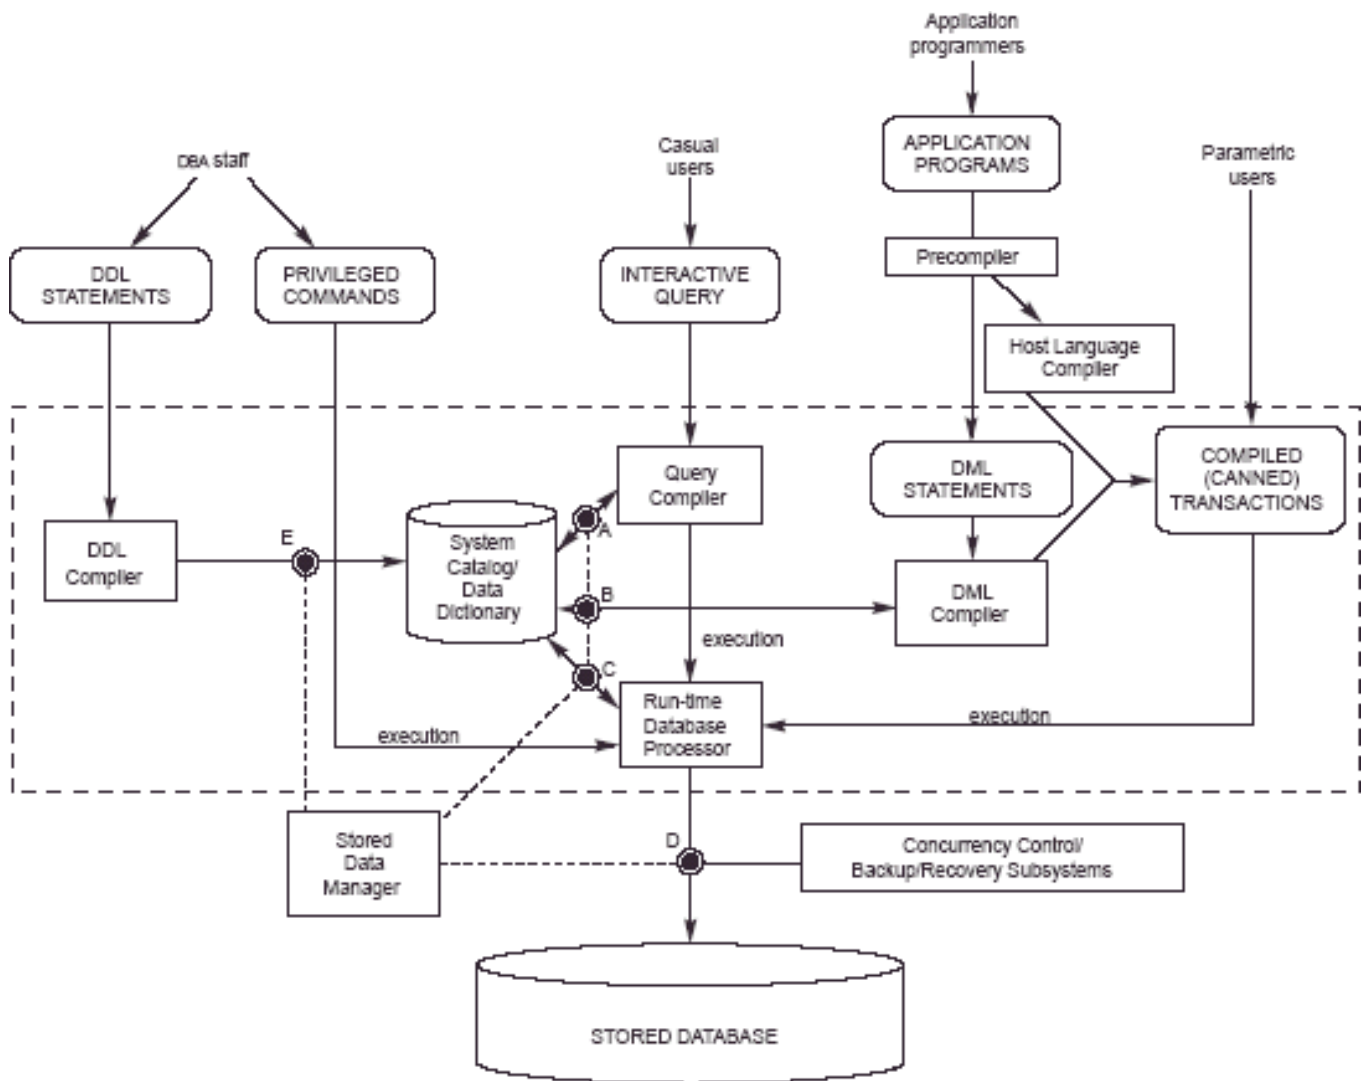 Application
programmers
APPLICATION
PROGRAMS
DBA staff
Casual
users
Parametric
users
Precompiler
DDL
STATEMENTS
PRIVILEGED
COMMANDS
INTERACTIVE
QUERY
Host Language
Compiler
Query
Compiler
DML
STATEMENTS
COMPILED
(CANNED)
TRANSACTIONS
E
A
DDL
Compiler
System
Catalog/
Data
Dictionary
B
DML
Compiler
execution
C
Run-time
Database
Processor
execution
execution
Stored
Data
Manager
D
Concurrency Control/
Backup/Recovery Subsystems
STORED DATABASE